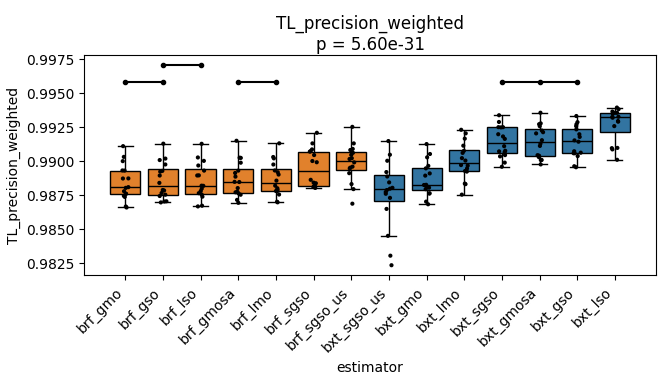 TL_precision_weighted
p = 5.60e-31
TL_precision_weighted
0.9975
0.9950
0.9925
0.9900
0.9875
0.9850
0.9825
brf_gmo
brf_gso
brf_lso
brf_gmosa
brf_lmo
brf_sgso
brf_sgso_us
bxt_sgso_us
bxt_gmo
bxt_lmo
bxt_sgso
bxt_gmosa
bxt_gso
bxt_lso
estimator